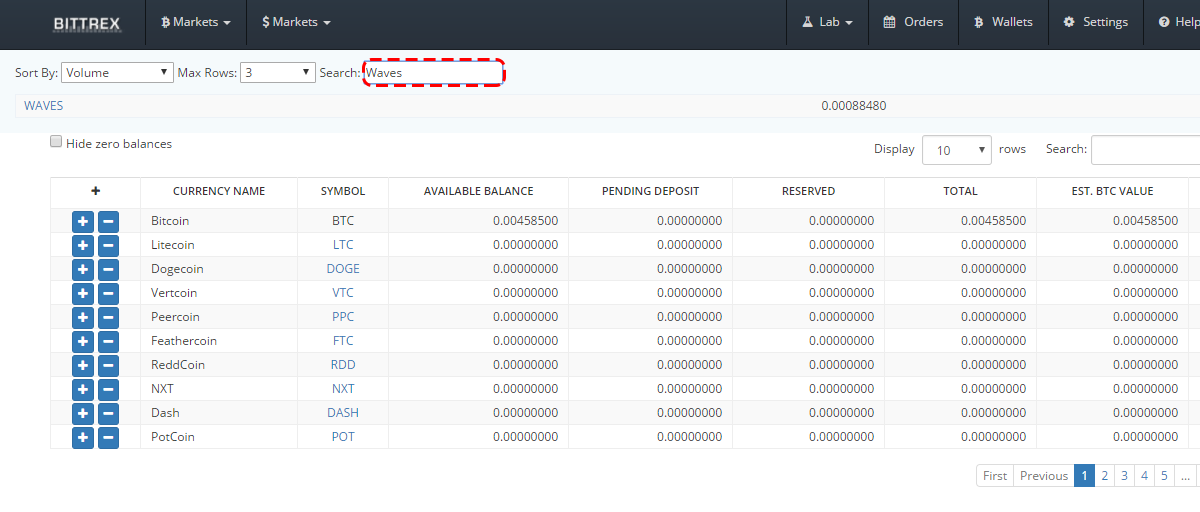 BITTREX Ƀ Markets $ Markets Lab Orders Ƀ Wallets Settings Help
Sort By: Volume Max Rows: 3 Search: Waves
WAVES 0.00088480
Hide zero balances Display 10 rows Search:
+ CURRENCY NAME SYMBOL AVAILABLE BALANCE PENDING DEPOSIT RESERVED TOTAL EST. BTC VALUE
Bitcoin BTC 0.00458500 0.00000000 0.00000000 0.00458500 0.00458500
Litecoin LTC 0.00000000 0.00000000 0.00000000 0.00000000 0.00000000
Dogecoin DOGE 0.00000000 0.00000000 0.00000000 0.00000000 0.00000000
Vertcoin VTC 0.00000000 0.00000000 0.00000000 0.00000000 0.00000000
Peercoin PPC 0.00000000 0.00000000 0.00000000 0.00000000 0.00000000
Feathercoin FTC 0.00000000 0.00000000 0.00000000 0.00000000 0.00000000
ReddCoin RDD 0.00000000 0.00000000 0.00000000 0.00000000 0.00000000
NXT NXT 0.00000000 0.00000000 0.00000000 0.00000000 0.00000000
Dash DASH 0.00000000 0.00000000 0.00000000 0.00000000 0.00000000
PotCoin POT 0.00000000 0.00000000 0.00000000 0.00000000 0.00000000
First Previous 1 2 3 4 5 ...